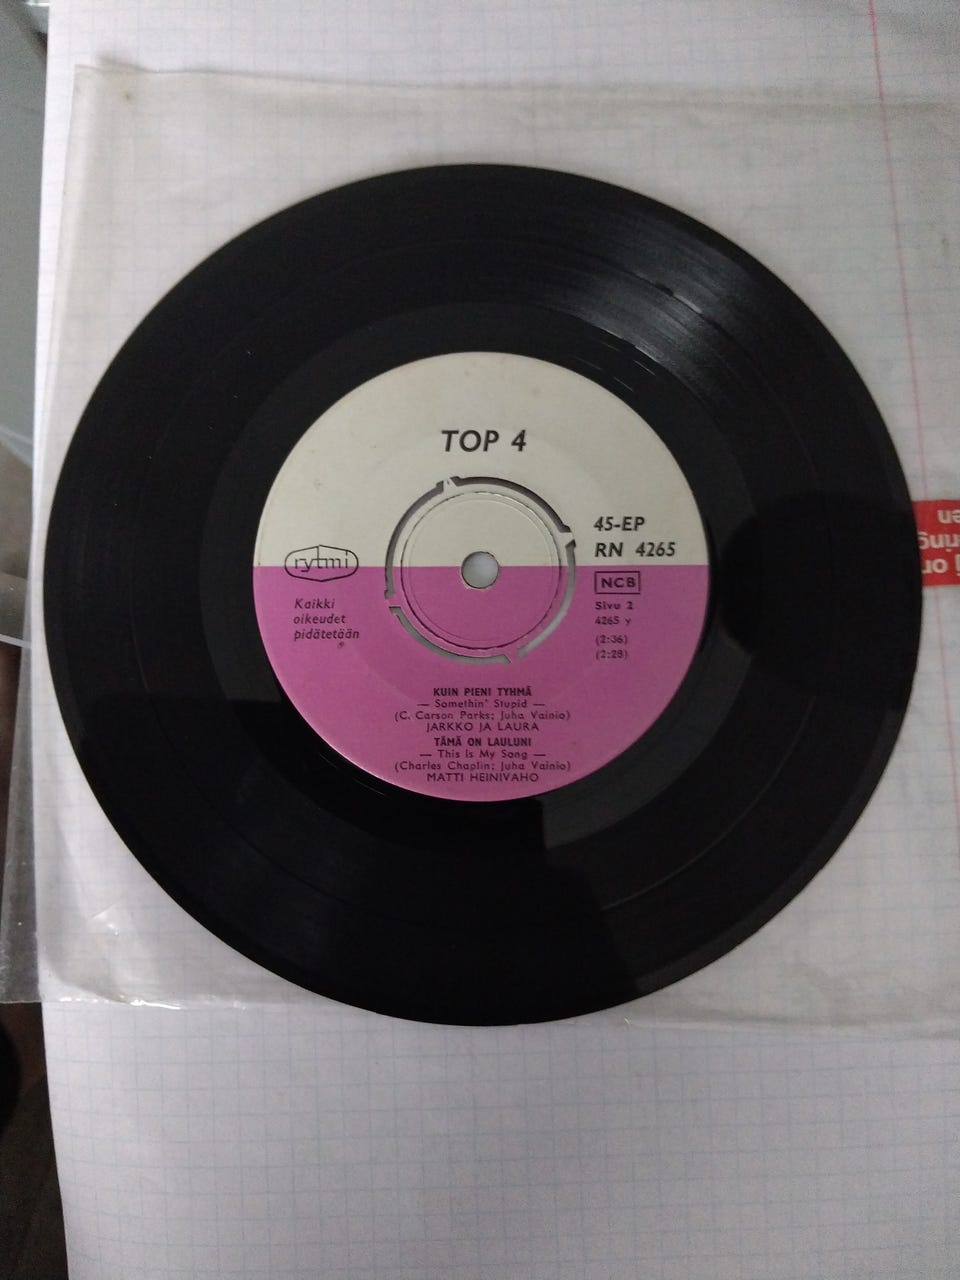 TOP 4
45-EP
RN 4265
rytmi
NCB
Kaikki
oikeudet
pidätetään
Sivu 2
4265 y
(2:36)
(2:28)
KUIN PIENI TYHMÄ
— Somethin' Stupid —
(C. Carson Parks; Juha Vainio)
JARKKO JA LAURA
TÄMÄ ON LAULUNI
— This Is My Song —
(Charles Chaplin; Juha Vainio)
MATTI HEINIVAHO